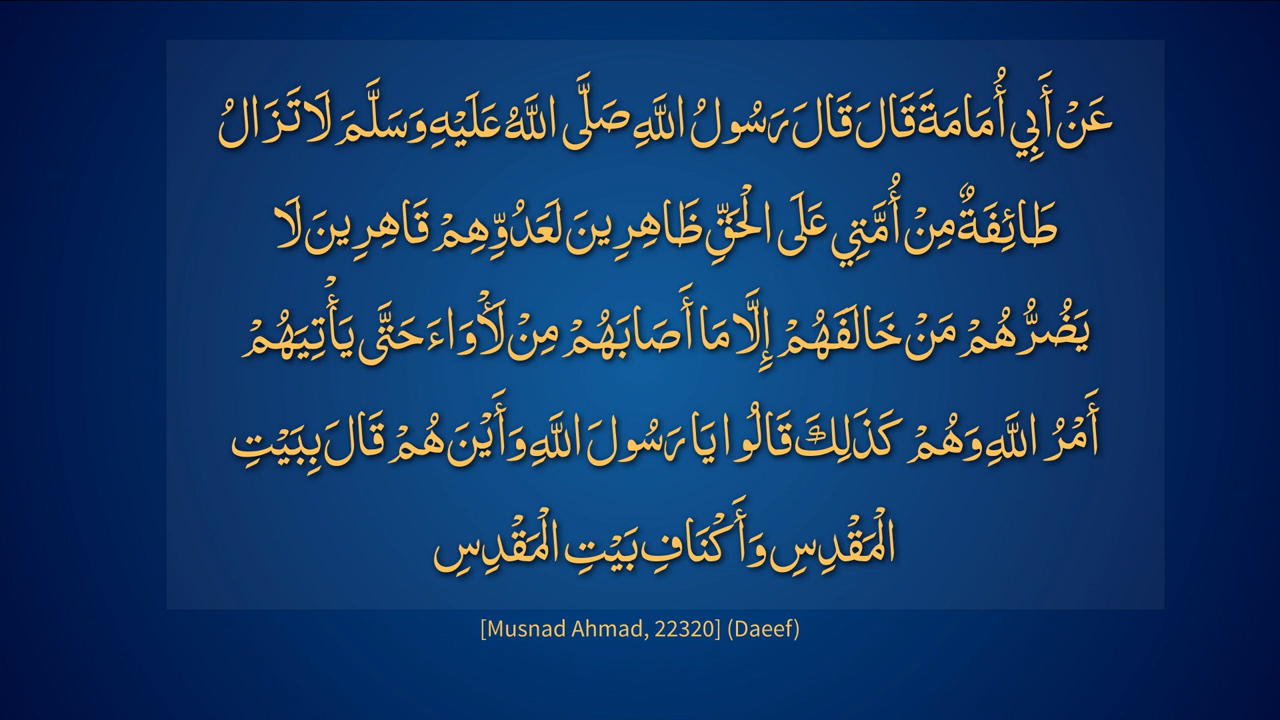 عَنْ أَبِي أُمَامَةَ قَالَ قَالَ رَسُولُ اللَّهِ صَلَّى اللَّهُ عَلَيْهِ وَسَلَّمَ لَا تَزَالُ
طَائِفَةٌ مِنْ أُمَّتِي عَلَى الْحَقِّ ظَاهِرِينَ لَعَدُوِّهِمْ قَاهِرِينَ لَا
يَضُرُّهُمْ مَنْ خَالَفَهُمْ إِلَّا مَا أَصَابَهُمْ مِنْ لَأْوَاءَ حَتَّى يَأْتِيَهُمْ
أَمْرُ اللَّهِ وَهُمْ كَذَلِكَ قَالُوا يَا رَسُولَ اللَّهِ وَأَيْنَ هُمْ قَالَ بِبَيْتِ
الْمَقْدِسِ وَأَكْنَافِ بَيْتِ الْمَقْدِسِ
[Musnad Ahmad, 22320] (Daeef)